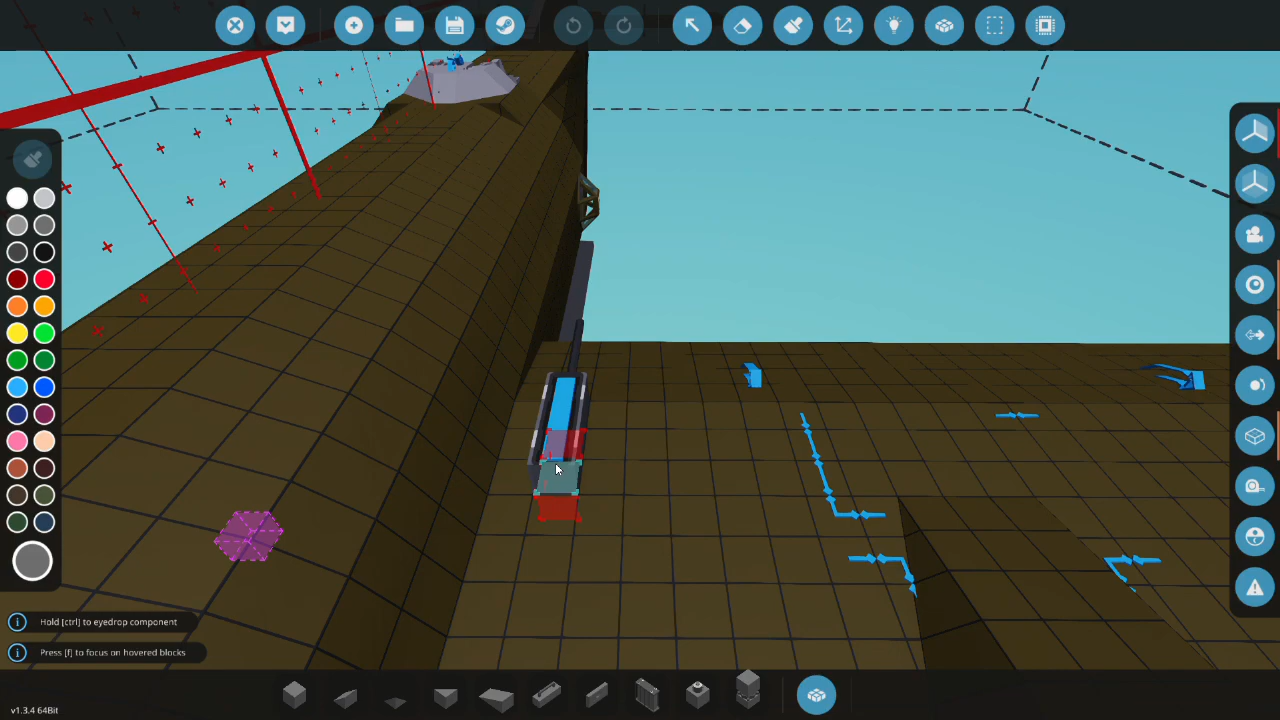 Hold [ctrl] to eyedrop component
Press [f] to focus on hovered blocks
v1.3.4 64Bit